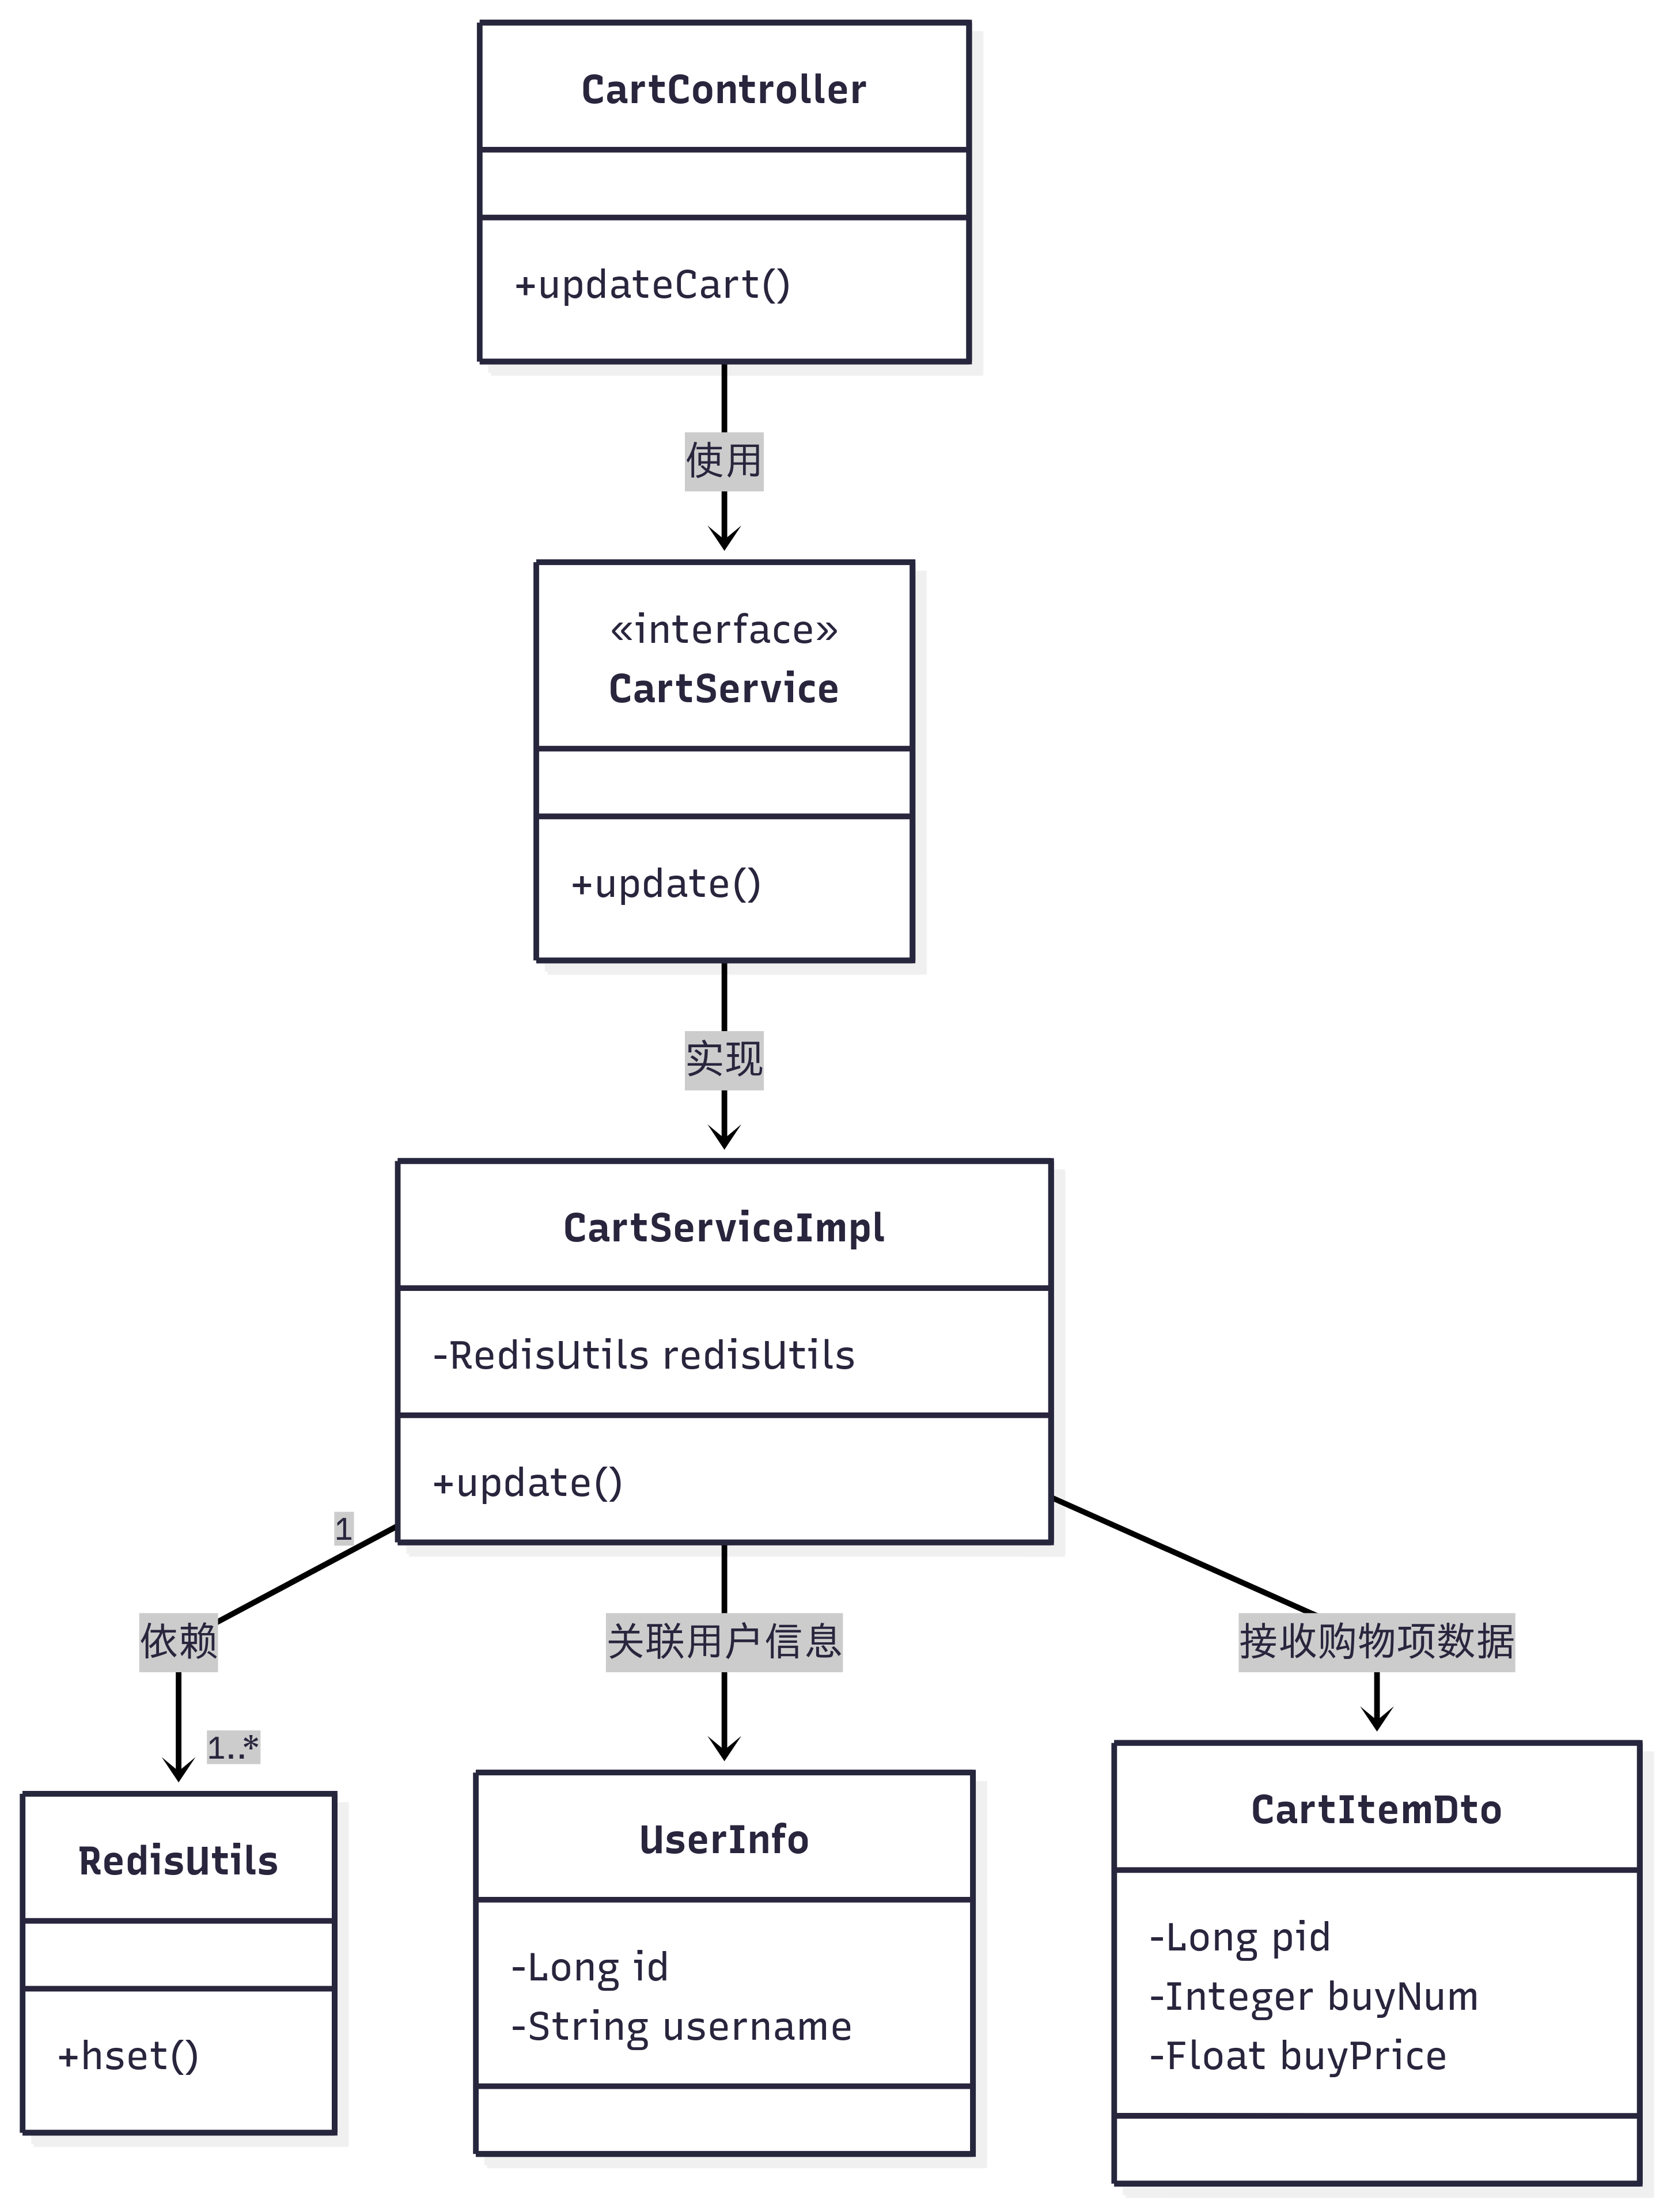 CartController
+updateCart()
使用
«interface»
CartService
+update()
实现
CartServiceImpl
-RedisUtils redisUtils
+update()
1
依赖
关联用户信息
接收购物项数据
1..*
RedisUtils
+hset()
UserInfo
-Long id
-String username
CartItemDto
-Long pid
-Integer buyNum
-Float buyPrice